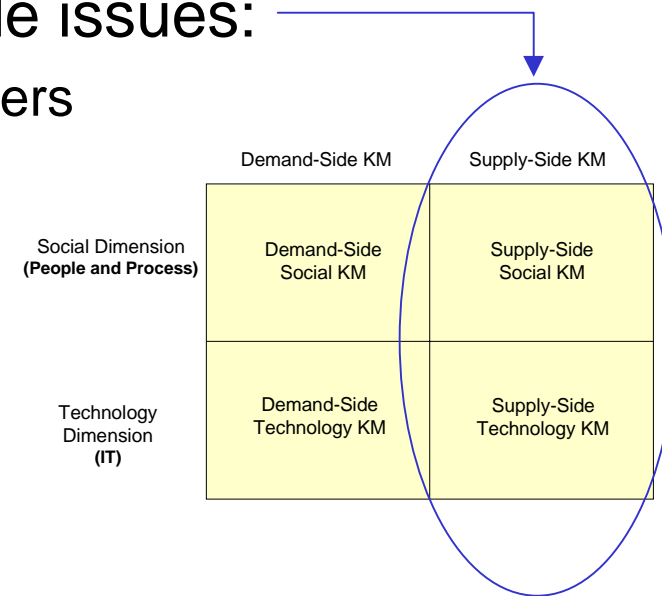 le issues:
ers
Demand-Side KM
Supply-Side KM
Social Dimension
(People and Process)
Demand-Side
Social KM
Supply-Side
Social KM
Technology
Dimension
(IT)
Demand-Side
Technology KM
Supply-Side
Technology KM